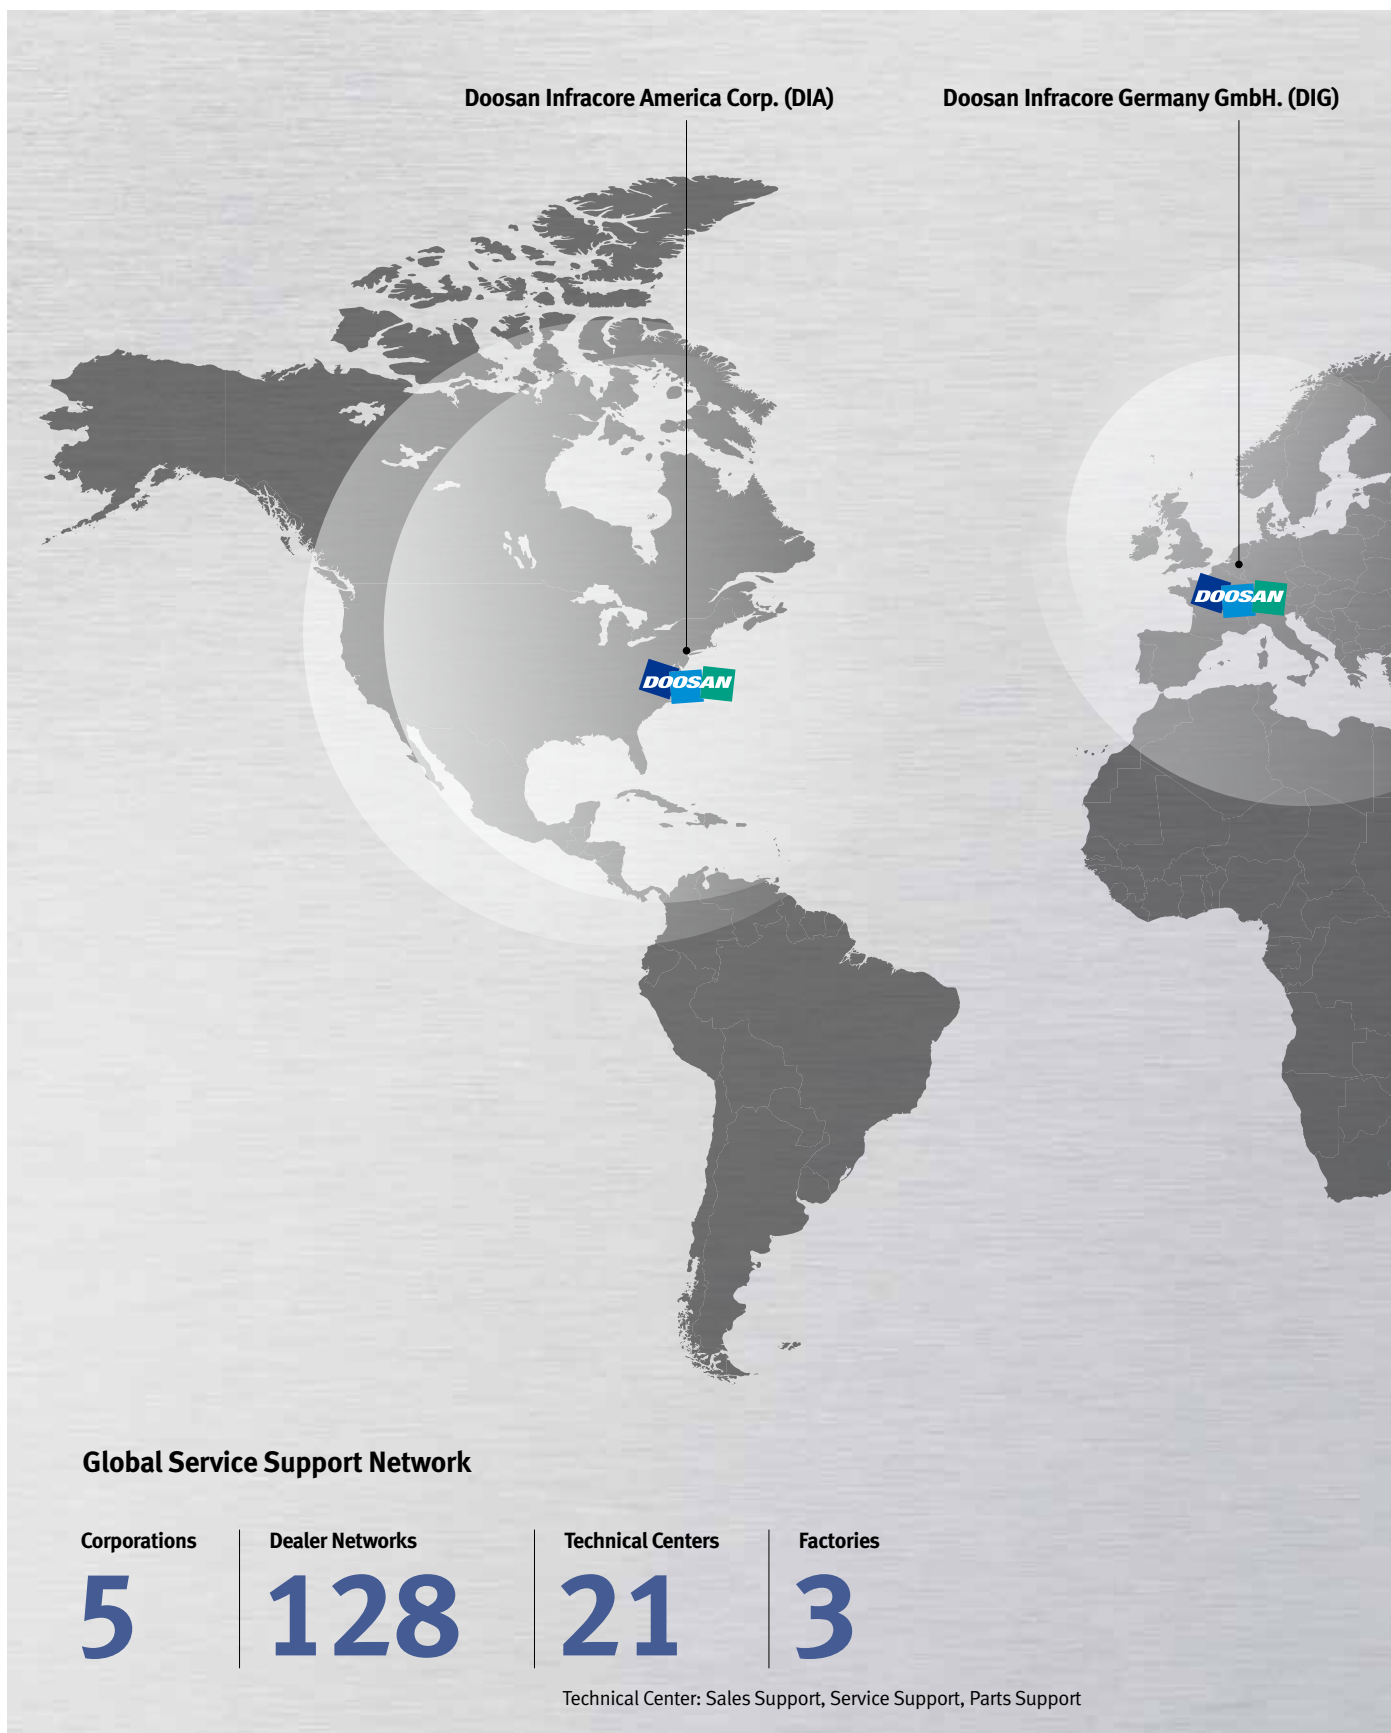 Doosan Infracore America Corp. (DIA)
Doosan Infracore Germany GmbH. (DIG)
DOOSAN
DOOSAN
Global Service Support Network
Corporations
5
Dealer Networks
128
Technical Centers
21
Factories
3
Technical Center: Sales Support, Service Support, Parts Support